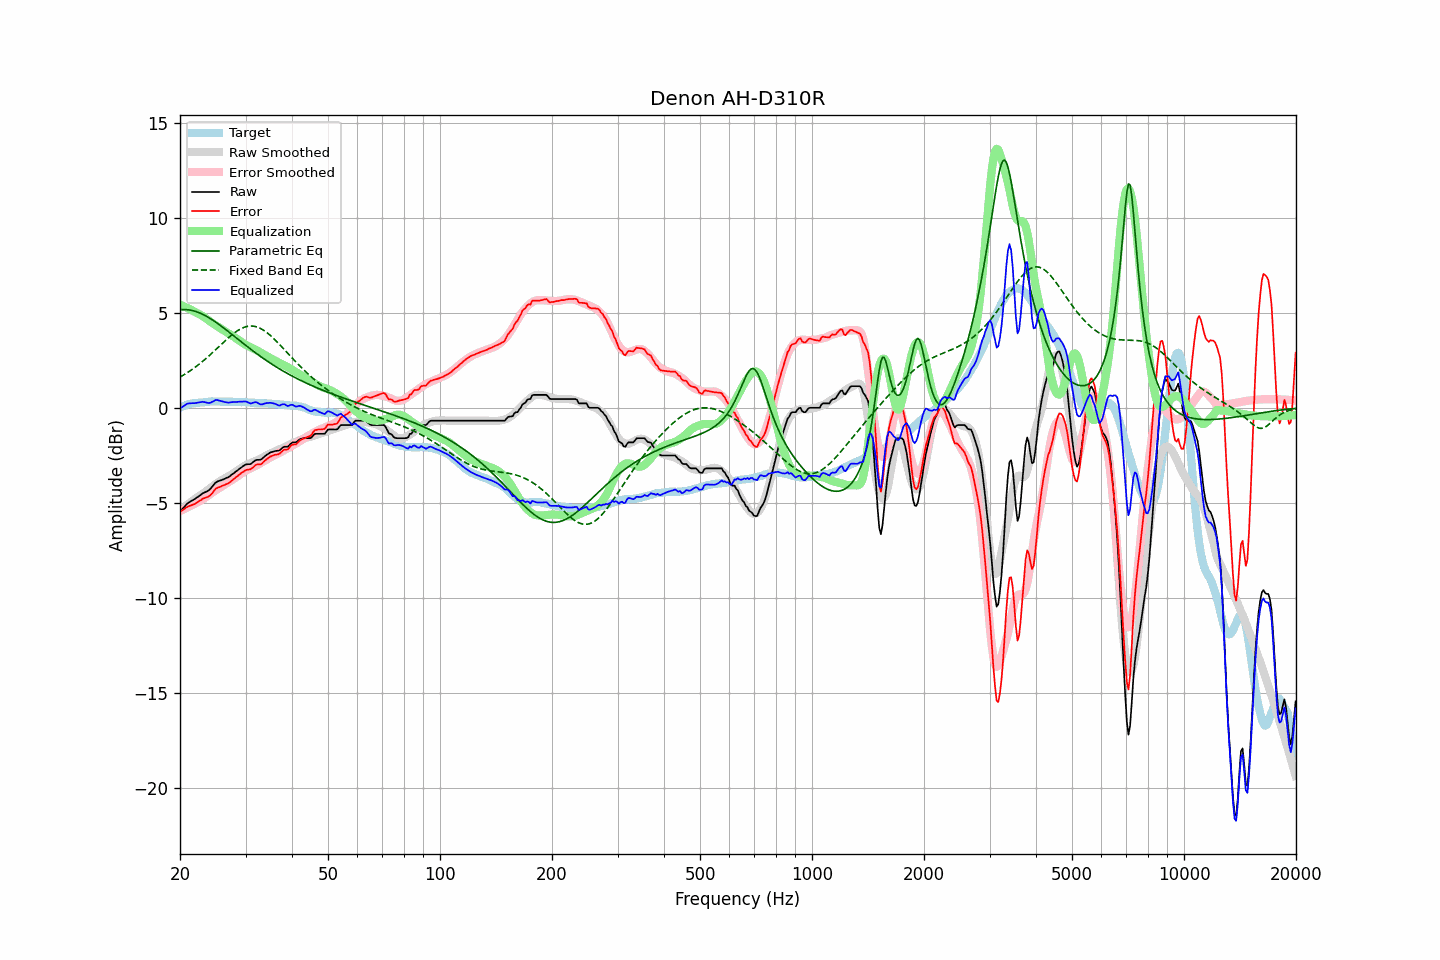 Denon AH-D310R
Target
Raw Smoothed
Error Smoothed
Raw
Error
Equalization
Parametric Eq
Fixed Band Eq
Equalized
Amplitude (dBr)
15
10
5
0
−5
−10
−15
−20
20 50 100 200 500 1000 2000 5000 10000 20000
Frequency (Hz)